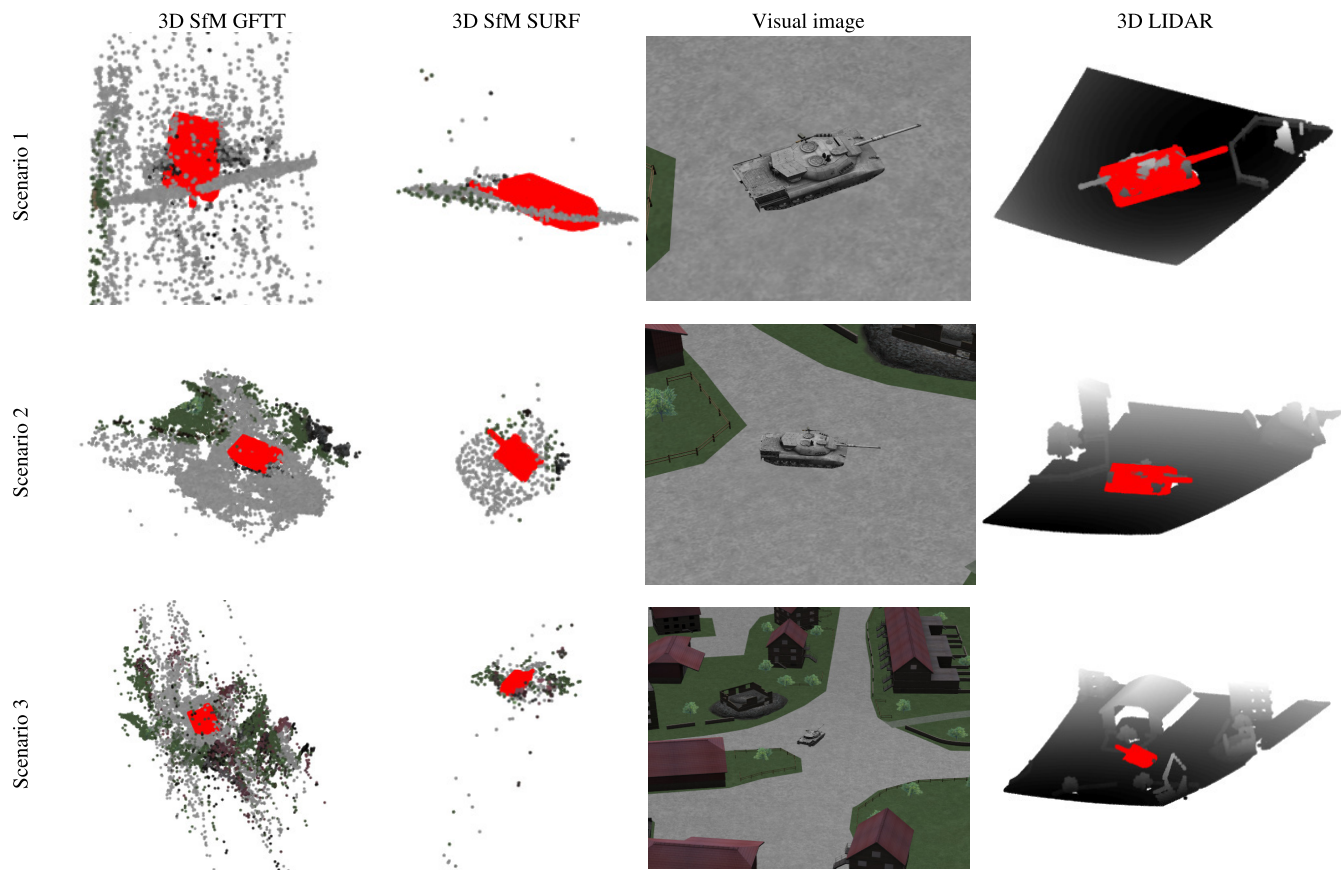 3D SfM GFTT
3D SfM SURF
Visual image
3D LIDAR
Scenario 1
Scenario 2
Scenario 3